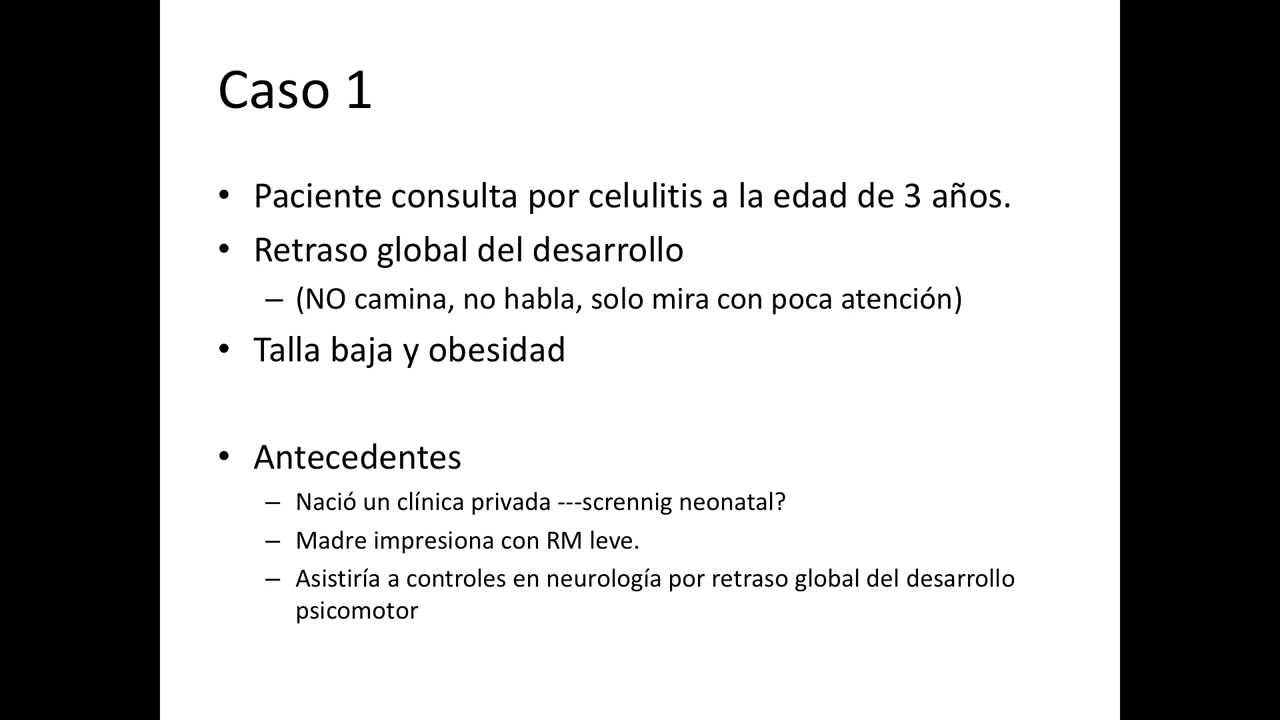 Caso 1
• Paciente consulta por celulitis a la edad de 3 años.
• Retraso global del desarrollo
– (NO camina, no habla, solo mira con poca atención)
• Talla baja y obesidad
• Antecedentes
– Nació un clínica privada ---scrennig neonatal?
– Madre impresiona con RM leve.
– Asistiría a controles en neurología por retraso global del desarrollo
psicomotor